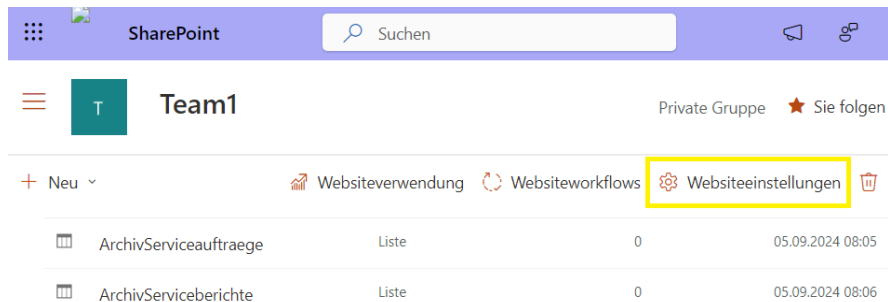 SharePoint Suchen
T Team1 Private Gruppe Sie folgen
Neu Websiteverwendung Websiteworkflows Websiteeinstellungen
ArchivServiceauftraege Liste 0 05.09.2024 08:05
ArchivServiceberichte Liste 0 05.09.2024 08:06